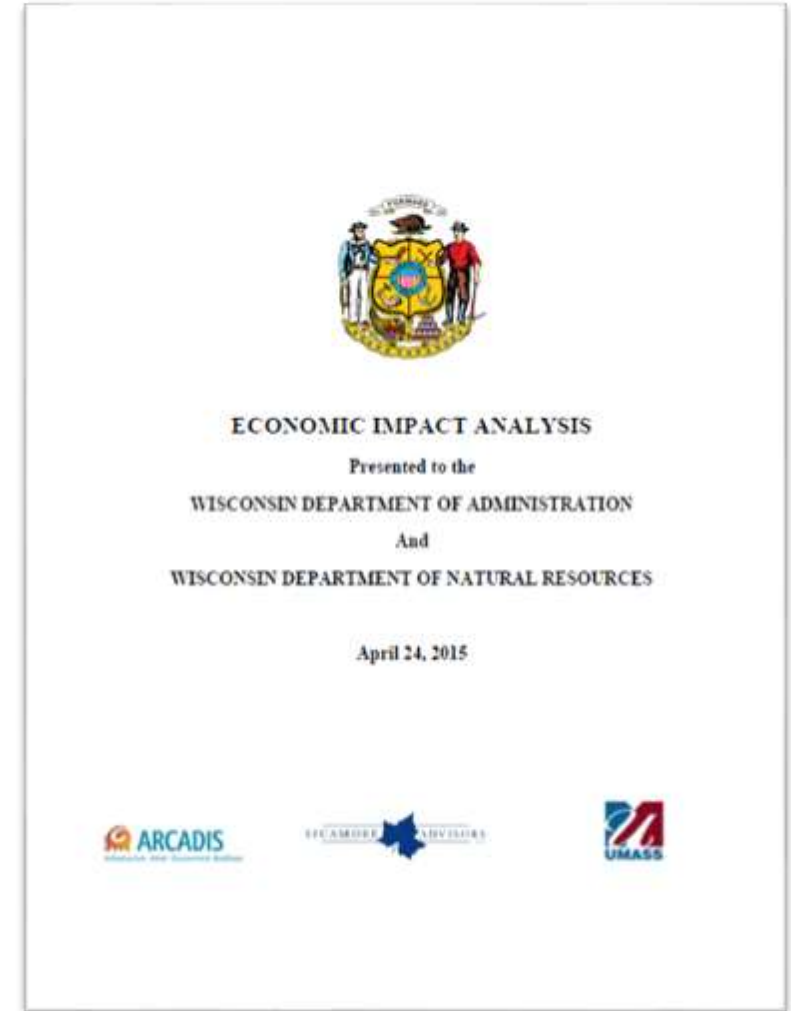 FORWARD
ECONOMIC IMPACT ANALYSIS
Presented to the
WISCONSIN DEPARTMENT OF ADMINISTRATION
And
WISCONSIN DEPARTMENT OF NATURAL RESOURCES
April 24, 2015
ARCADIS
SYCAMORE ADVISORS
UMASS